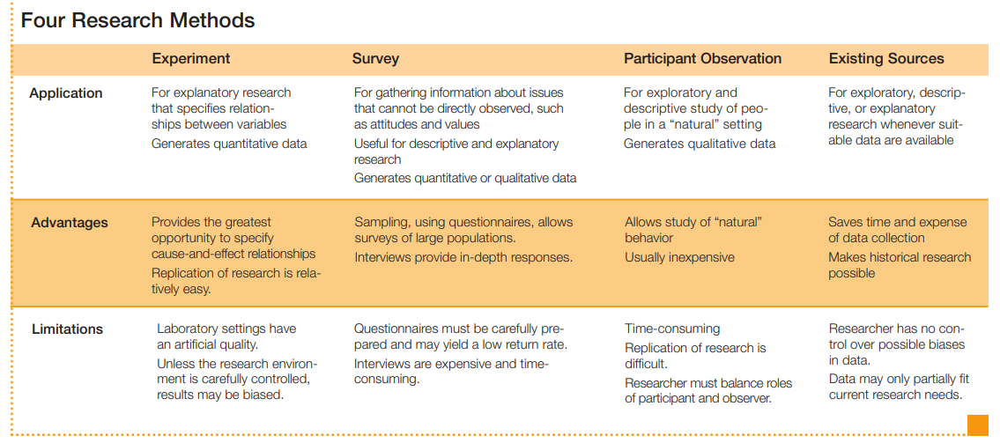 Four Research Methods
Experiment
Survey
Participant Observation
Existing Sources
Application
For explanatory research
that specifies relation-
ships between variables
Generates quantitative data
For gathering information about issues
that cannot be directly observed, such
as attitudes and values
Useful for descriptive and explanatory
research
Generates quantitative or qualitative data
For exploratory and
descriptive study of peo-
ple in a “natural” setting
Generates qualitative data
For exploratory, descrip-
tive, or explanatory
research whenever suit-
able data are available
Advantages
Provides the greatest
opportunity to specify
cause-and-effect relationships
Replication of research is rela-
tively easy.
Sampling, using questionnaires, allows
surveys of large populations.
Interviews provide in-depth responses.
Allows study of “natural”
behavior
Usually inexpensive
Saves time and expense
of data collection
Makes historical research
possible
Limitations
Laboratory settings have
an artificial quality.
Unless the research environ-
ment is carefully controlled,
results may be biased.
Questionnaires must be carefully pre-
pared and may yield a low return rate.
Interviews are expensive and time-
consuming.
Time-consuming
Replication of research is
difficult.
Researcher must balance roles
of participant and observer.
Researcher has no con-
trol over possible biases
in data.
Data may only partially fit
current research needs.